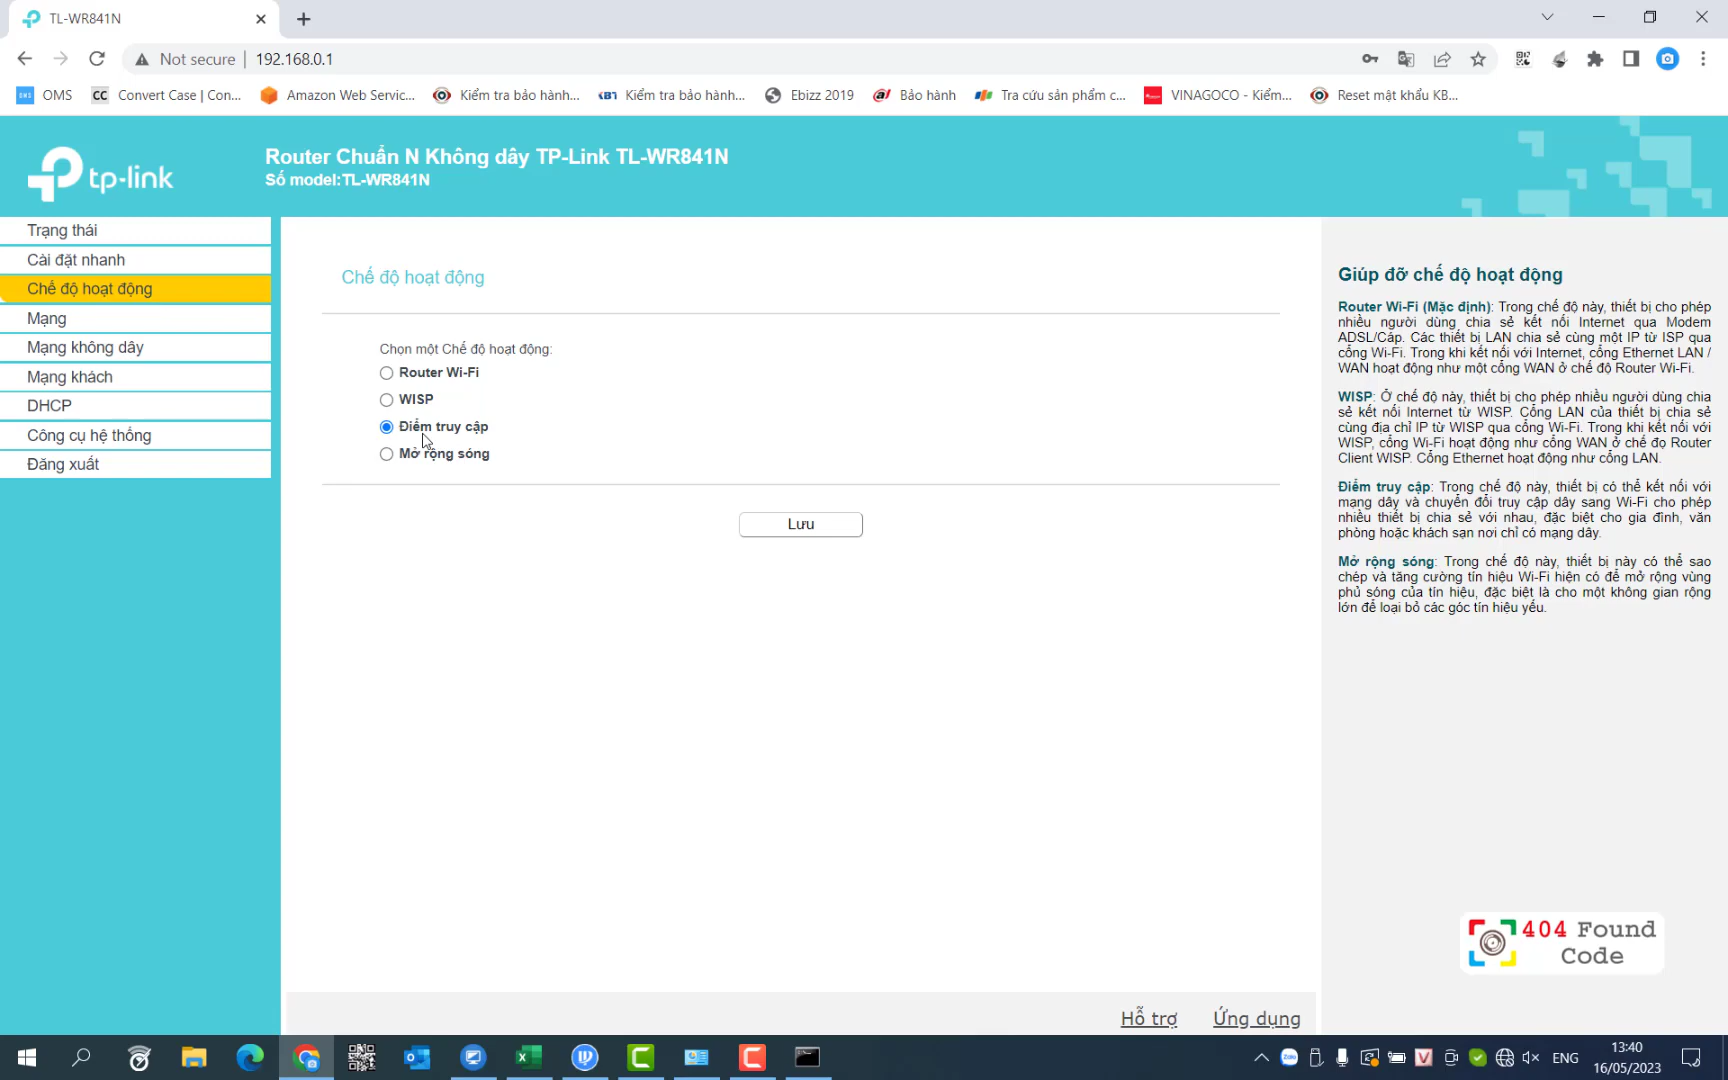 TL-WR841N
Not secure
192.168.0.1
OMS
CC Convert Case | Con...
Amazon Web Servic...
Kiểm tra bảo hành...
Kiểm tra bảo hành...
Ebizz 2019
Bảo hành
Tra cứu sản phẩm c...
VINAGOCO - Kiểm...
Reset mật khẩu KB...
tp-link
Router Chuẩn N Không dây TP-Link TL-WR841N
Số model:TL-WR841N
Trạng thái
Cài đặt nhanh
Chế độ hoạt động
Mạng
Mạng không dây
Mạng khách
DHCP
Công cụ hệ thống
Đăng xuất
Chế độ hoạt động
Chọn một Chế độ hoạt động:
Router Wi-Fi
WISP
Điểm truy cập
Mở rộng sóng
Lưu
Giúp đỡ chế độ hoạt động
Router Wi-Fi (Mặc định): Trong chế độ này, thiết bị cho phép
nhiều người dùng chia sẻ kết nối Internet qua Modem
ADSL/Cáp. Các thiết bị LAN chia sẻ cùng một IP từ ISP qua
cổng Wi-Fi. Trong khi kết nối với Internet, cổng Ethernet LAN /
WAN hoạt động như một cổng WAN ở chế độ Router Wi-Fi.
WISP: Ở chế độ này, thiết bị cho phép nhiều người dùng chia
sẻ kết nối Internet từ WISP. Cổng LAN của thiết bị chia sẻ
cùng địa chỉ IP từ WISP qua cổng Wi-Fi. Trong khi kết nối với
WISP, cổng Wi-Fi hoạt động như cổng WAN ở chế đọ Router
Client WISP. Cổng Ethernet hoạt động như cổng LAN.
Điểm truy cập: Trong chế độ này, thiết bị có thể kết nối với
mạng dây và chuyển đổi truy cập dây sang Wi-Fi cho phép
nhiều thiết bị chia sẻ với nhau, đặc biệt cho gia đình, văn
phòng hoặc khách sạn nơi chỉ có mạng dây.
Mở rộng sóng: Trong chế độ này, thiết bị này có thể sao
chép và tăng cường tín hiệu Wi-Fi hiện có để mở rộng vùng
phủ sóng của tín hiệu, đặc biệt là cho một không gian rộng
lớn để loại bỏ các góc tín hiệu yếu.
404 Found
Code
Hỗ trợ
Ứng dụng
Zalo
ENG
13:40
16/05/2023